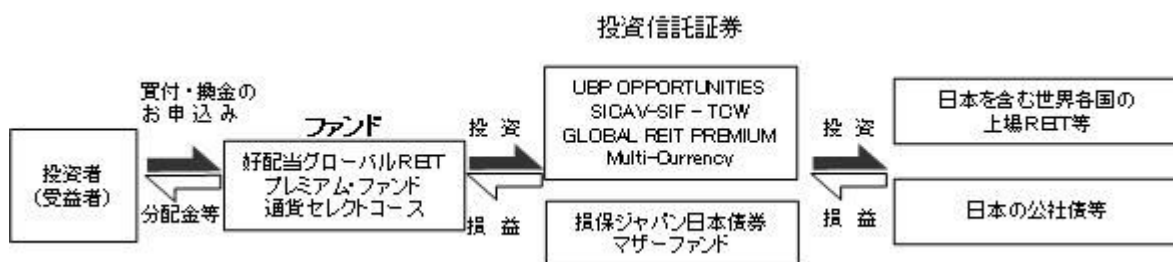 投資信託証券
買付・換金の
お申込み
ファンド
投資
投資
投資者
(受益者)
分配金等
好配当グローバルREIT
プレミアム・ファンド
通貨セレクトコース
損益
UBP OPPORTUNITIES
SICAV-SIF - TCW
GLOBAL REIT PREMIUM
Multi-Currency
損保ジャパン日本債券
マザーファンド
損益
日本を含む世界各国の
上場REIT等
日本の公社債等